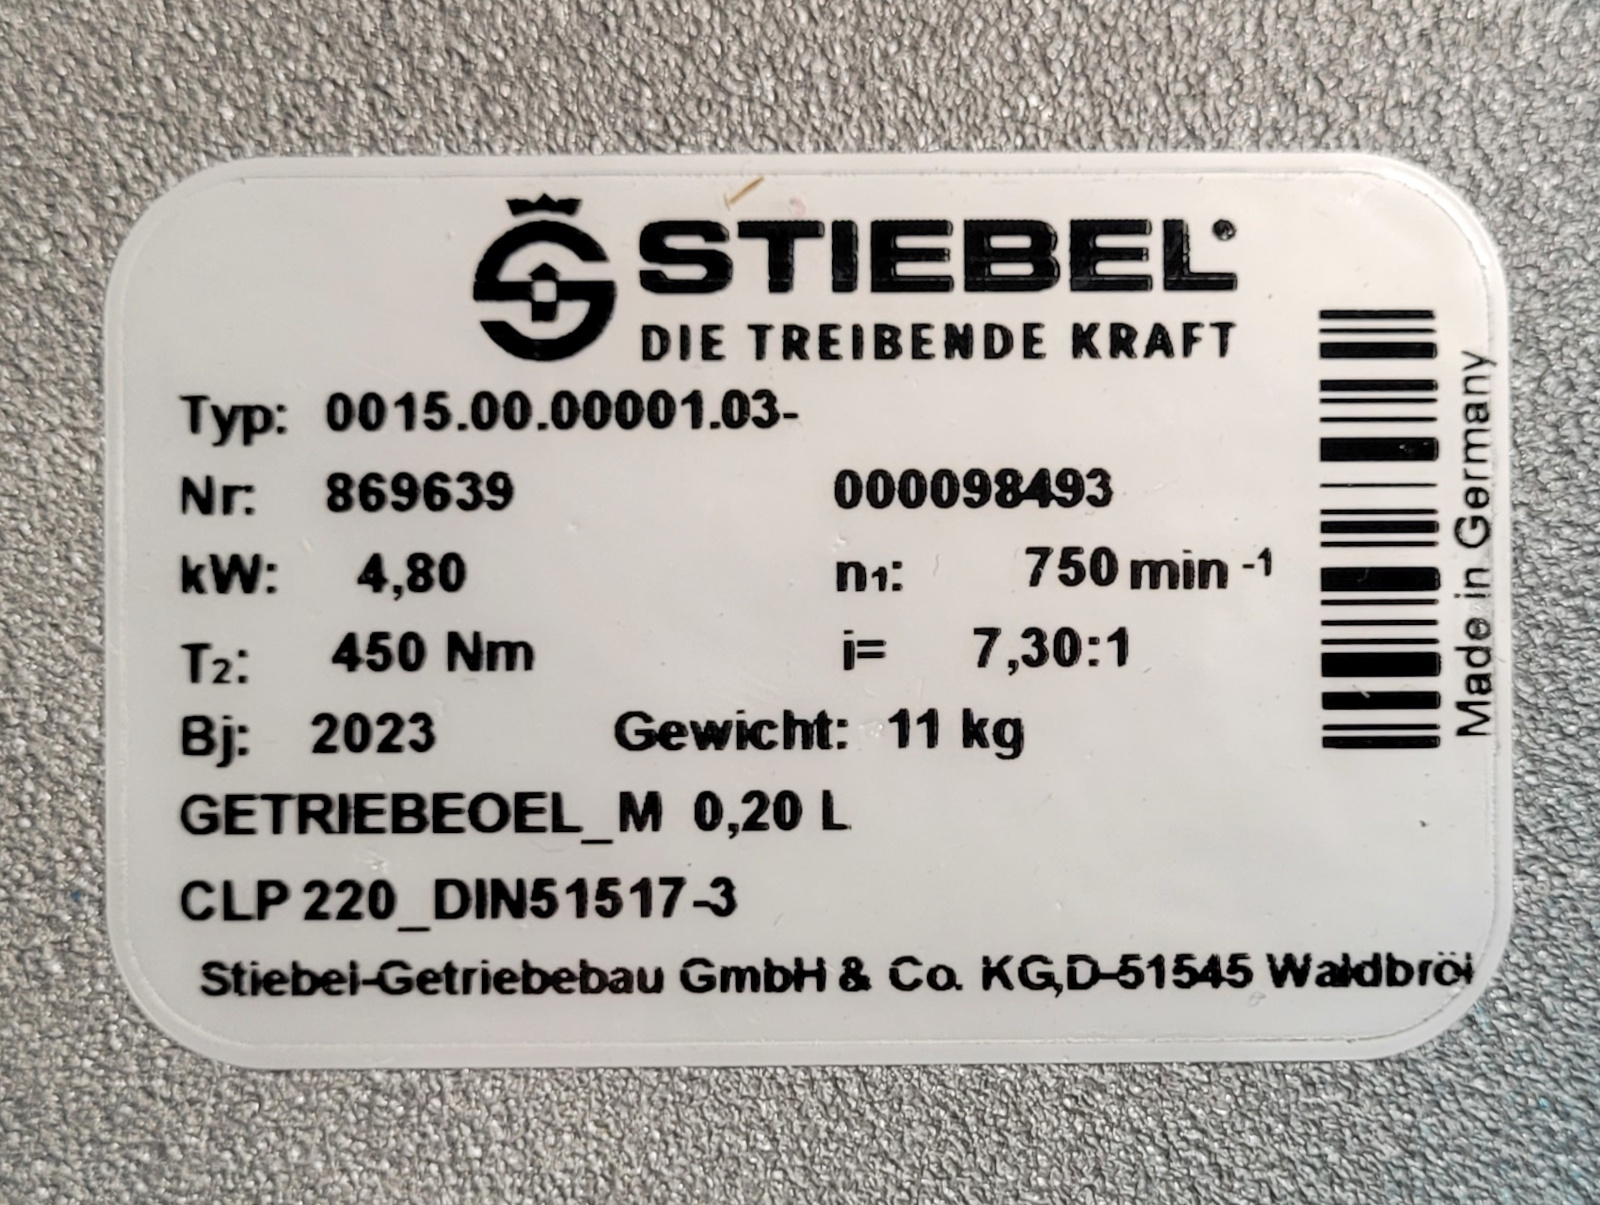 STIEBEL®
DIE TREIBENDE KRAFT
Typ: 0015.00.00001.03-
Nr: 869639 000098493
kW: 4,80 n1: 750 min -1
T2: 450 Nm i= 7,30:1
Bj: 2023 Gewicht: 11 kg
GETRIEBEOEL_M 0,20 L
CLP 220_DIN51517-3
Stiebel-Getriebebau GmbH & Co. KG,D-51545 Waldbröl
Made in Germany